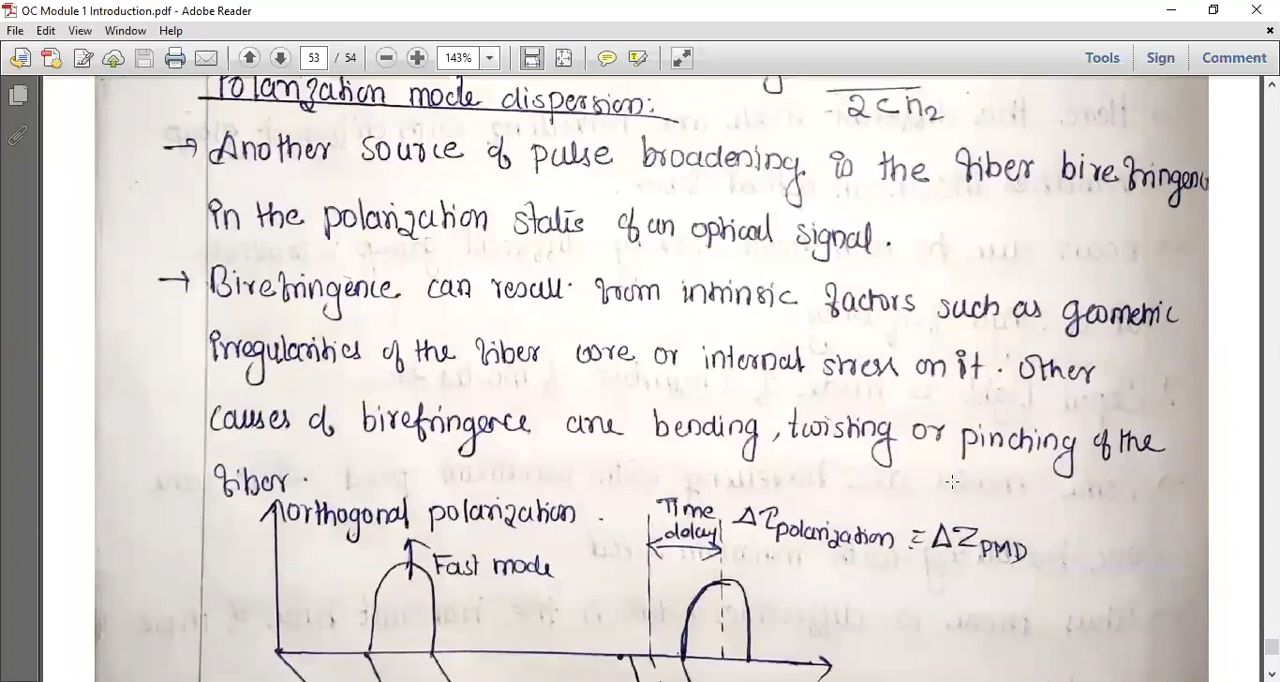 OC Module 1 Introduction.pdf - Adobe Reader
File Edit View Window Help
53 / 54 143% Tools Sign Comment
Polarization mode dispersion:
2 c n2
→ Another source of pulse broadening is the fiber birefringence
in the polarization states of an optical signal.
→ Birefringence can result from intrinsic factors such as geometric
irregularities of the fiber core or internal stress on it. Other
causes of birefringence are bending, twisting or pinching of the
fiber.
orthogonal polarization.
Time
delay
Δτpolarization = ΔτPMD
Fast mode